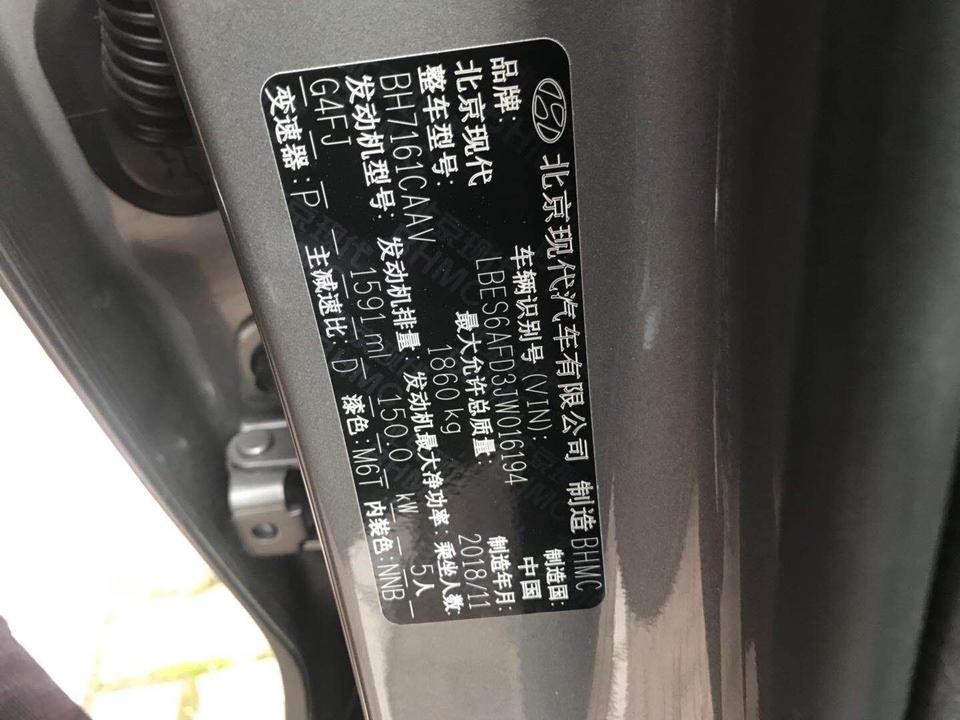 北京现代汽车有限公司 制造 BHMC
品牌: 车辆识别号(VIN): 制造国:
北京现代 LBES6AFD3JW016194 中国
整车型号: 最大允许总质量: 制造年月:
BH7161CAAV 1860 kg 2018/11
发动机型号: 发动机排量: 发动机最大净功率: 乘坐人数:
G4FJ 1591 ml 150.0 kW 5人
变速器: P 主减速比: D 漆色: M6T 内装色: NNB